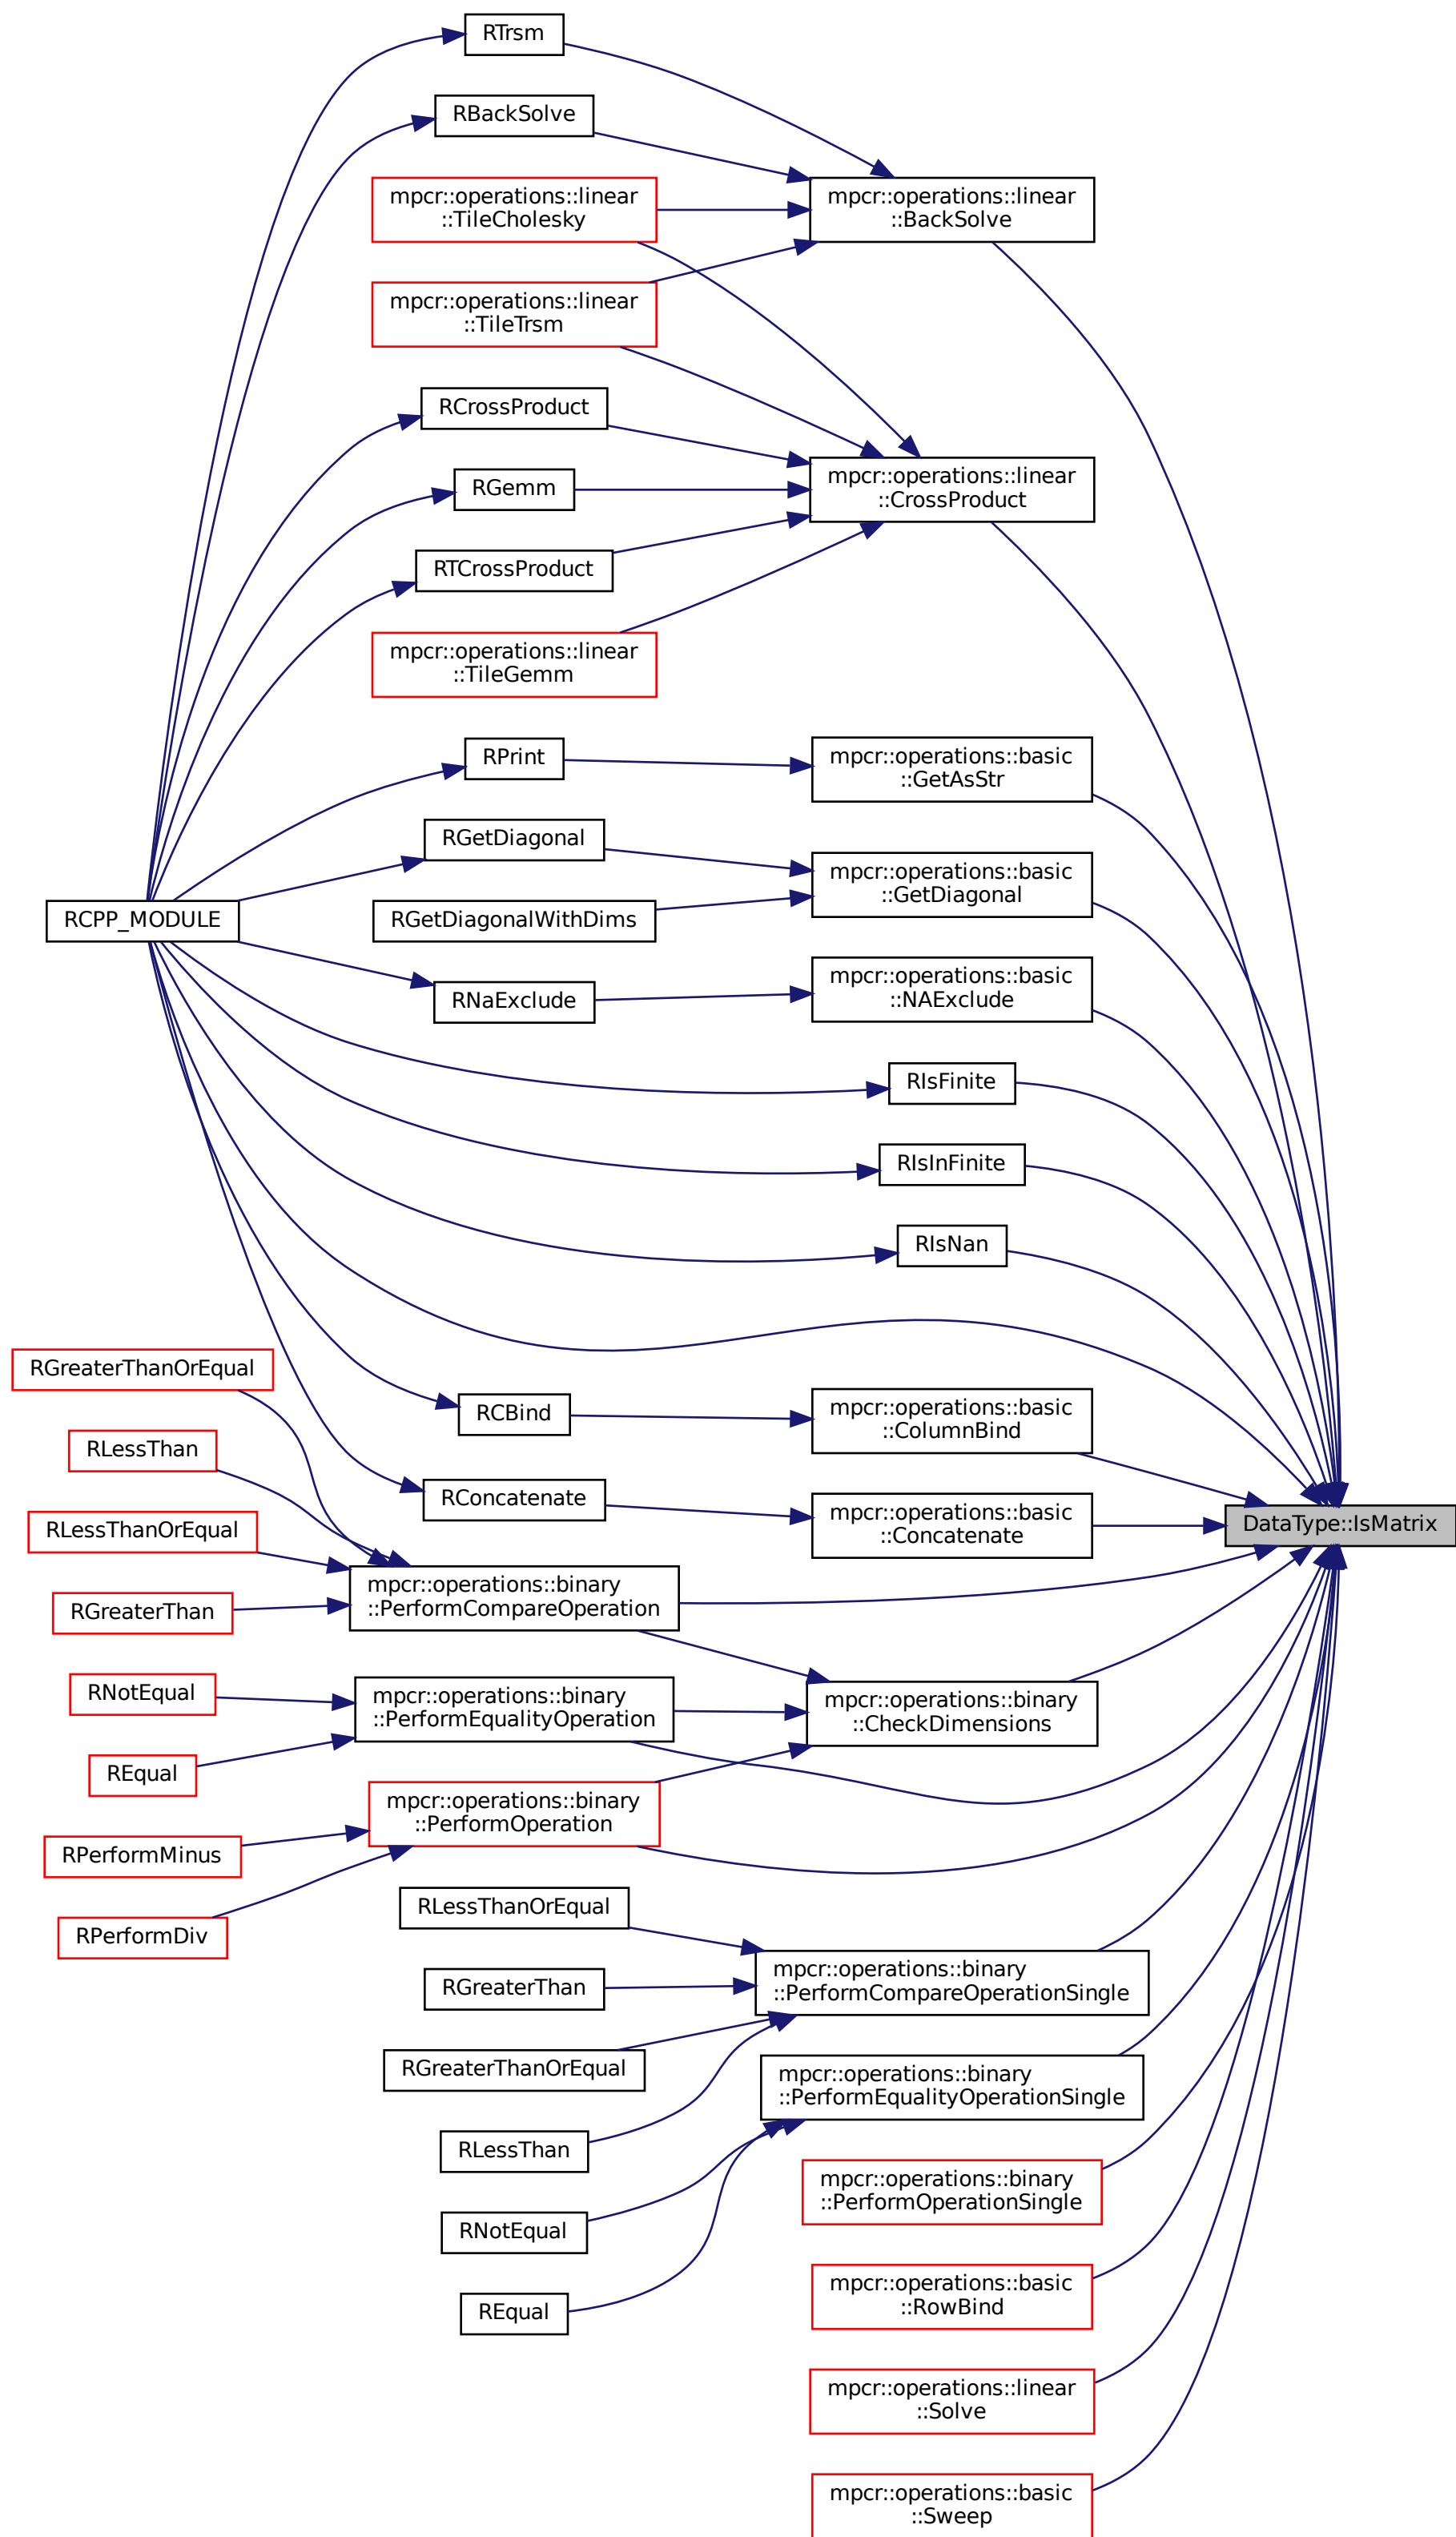 RTrsm
RBackSolve
mpcr::operations::linear
::TileCholesky
mpcr::operations::linear
::BackSolve
mpcr::operations::linear
::TileTrsm
RCrossProduct
mpcr::operations::linear
::CrossProduct
RGemm
RTCrossProduct
mpcr::operations::linear
::TileGemm
RPrint
mpcr::operations::basic
::GetAsStr
RGetDiagonal
mpcr::operations::basic
::GetDiagonal
RCPP_MODULE
RGetDiagonalWithDims
RNaExclude
mpcr::operations::basic
::NAExclude
RIsFinite
RIsInFinite
RIsNan
RGreaterThanOrEqual
RCBind
mpcr::operations::basic
::ColumnBind
RLessThan
RConcatenate
mpcr::operations::basic
::Concatenate
DataType::IsMatrix
RLessThanOrEqual
mpcr::operations::binary
::PerformCompareOperation
RGreaterThan
RNotEqual
mpcr::operations::binary
::PerformEqualityOperation
mpcr::operations::binary
::CheckDimensions
REqual
mpcr::operations::binary
::PerformOperation
RPerformMinus
RPerformDiv
RLessThanOrEqual
mpcr::operations::binary
::PerformCompareOperationSingle
RGreaterThan
RGreaterThanOrEqual
mpcr::operations::binary
::PerformEqualityOperationSingle
RLessThan
mpcr::operations::binary
::PerformOperationSingle
RNotEqual
mpcr::operations::basic
::RowBind
REqual
mpcr::operations::linear
::Solve
mpcr::operations::basic
::Sweep